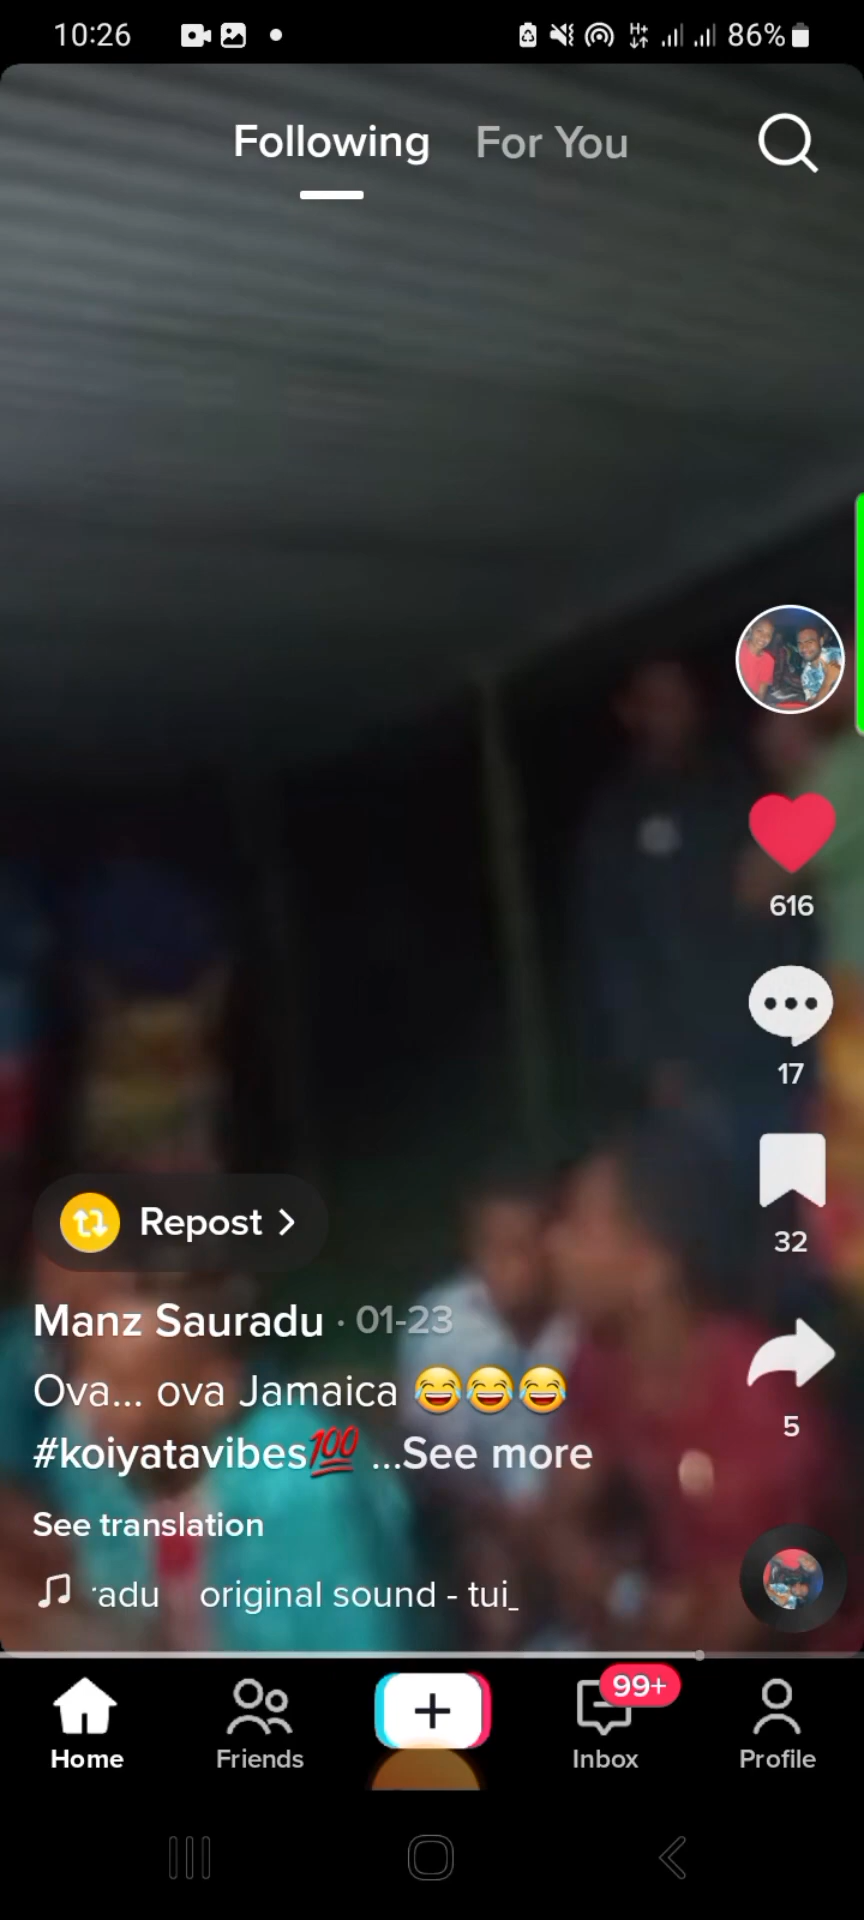 10:26 86%
Following For You
616
17
32
Repost
Manz Sauradu · 01-23
Ova... ova Jamaica 😂😂😂
#koiyatavibes💯 ...See more
5
See translation
radu original sound - tui_
99+
Home Friends Inbox Profile